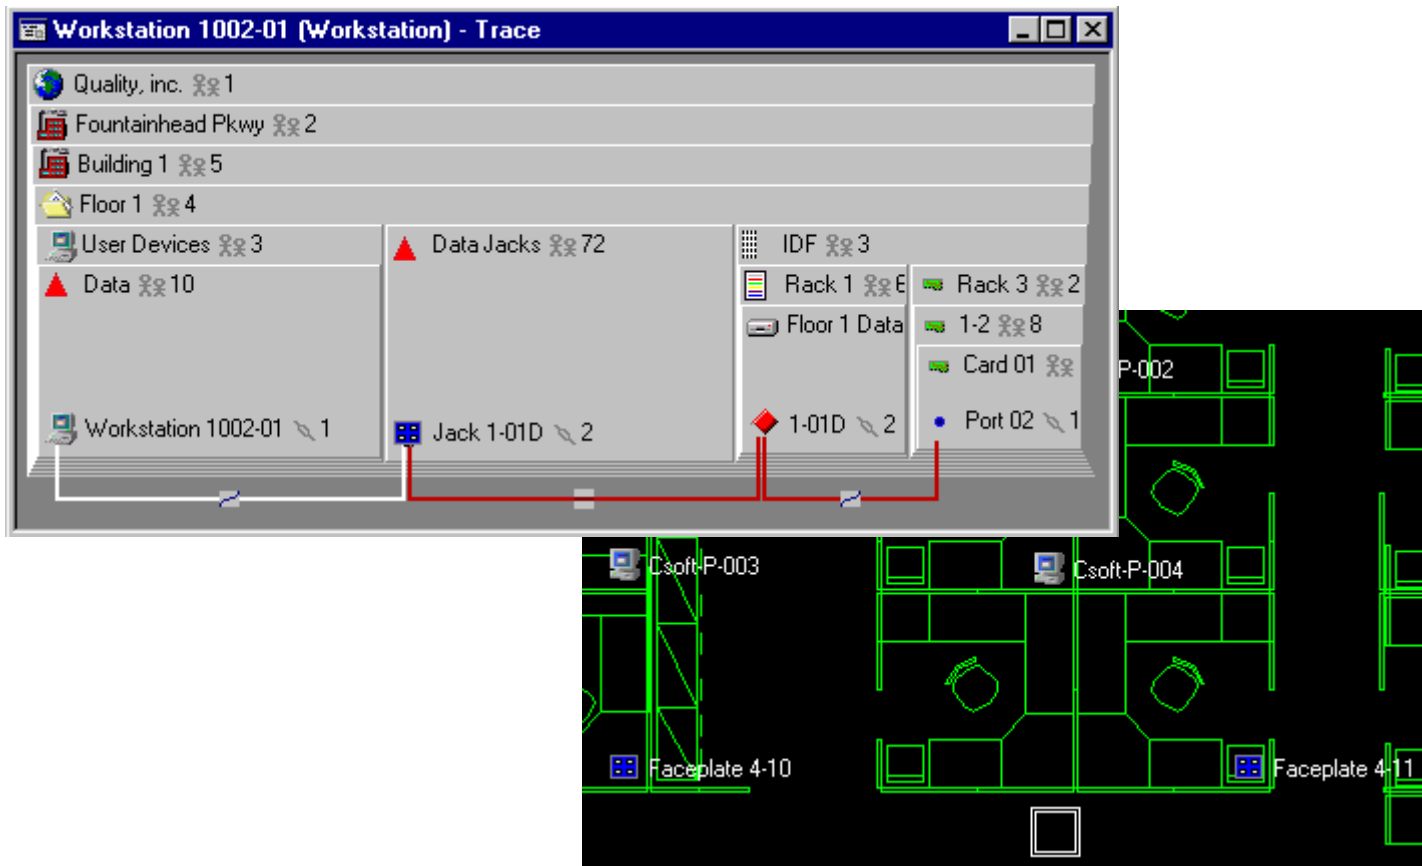 Workstation 1002-01 (Workstation) - Trace
Quality, inc. 1
Fountainhead Pkwy 2
Building 1 5
Floor 1 4
User Devices 3
Data Jacks 72
IDF 3
Data 10
Rack 1
Rack 3 2
Floor 1 Data
1-2 8
Card 01
Workstation 1002-01 1
Jack 1-01D 2
1-01D 2
Port 02 1
P-002
Csoft-P-003
Csoft-P-004
Faceplate 4-10
Faceplate 4-11